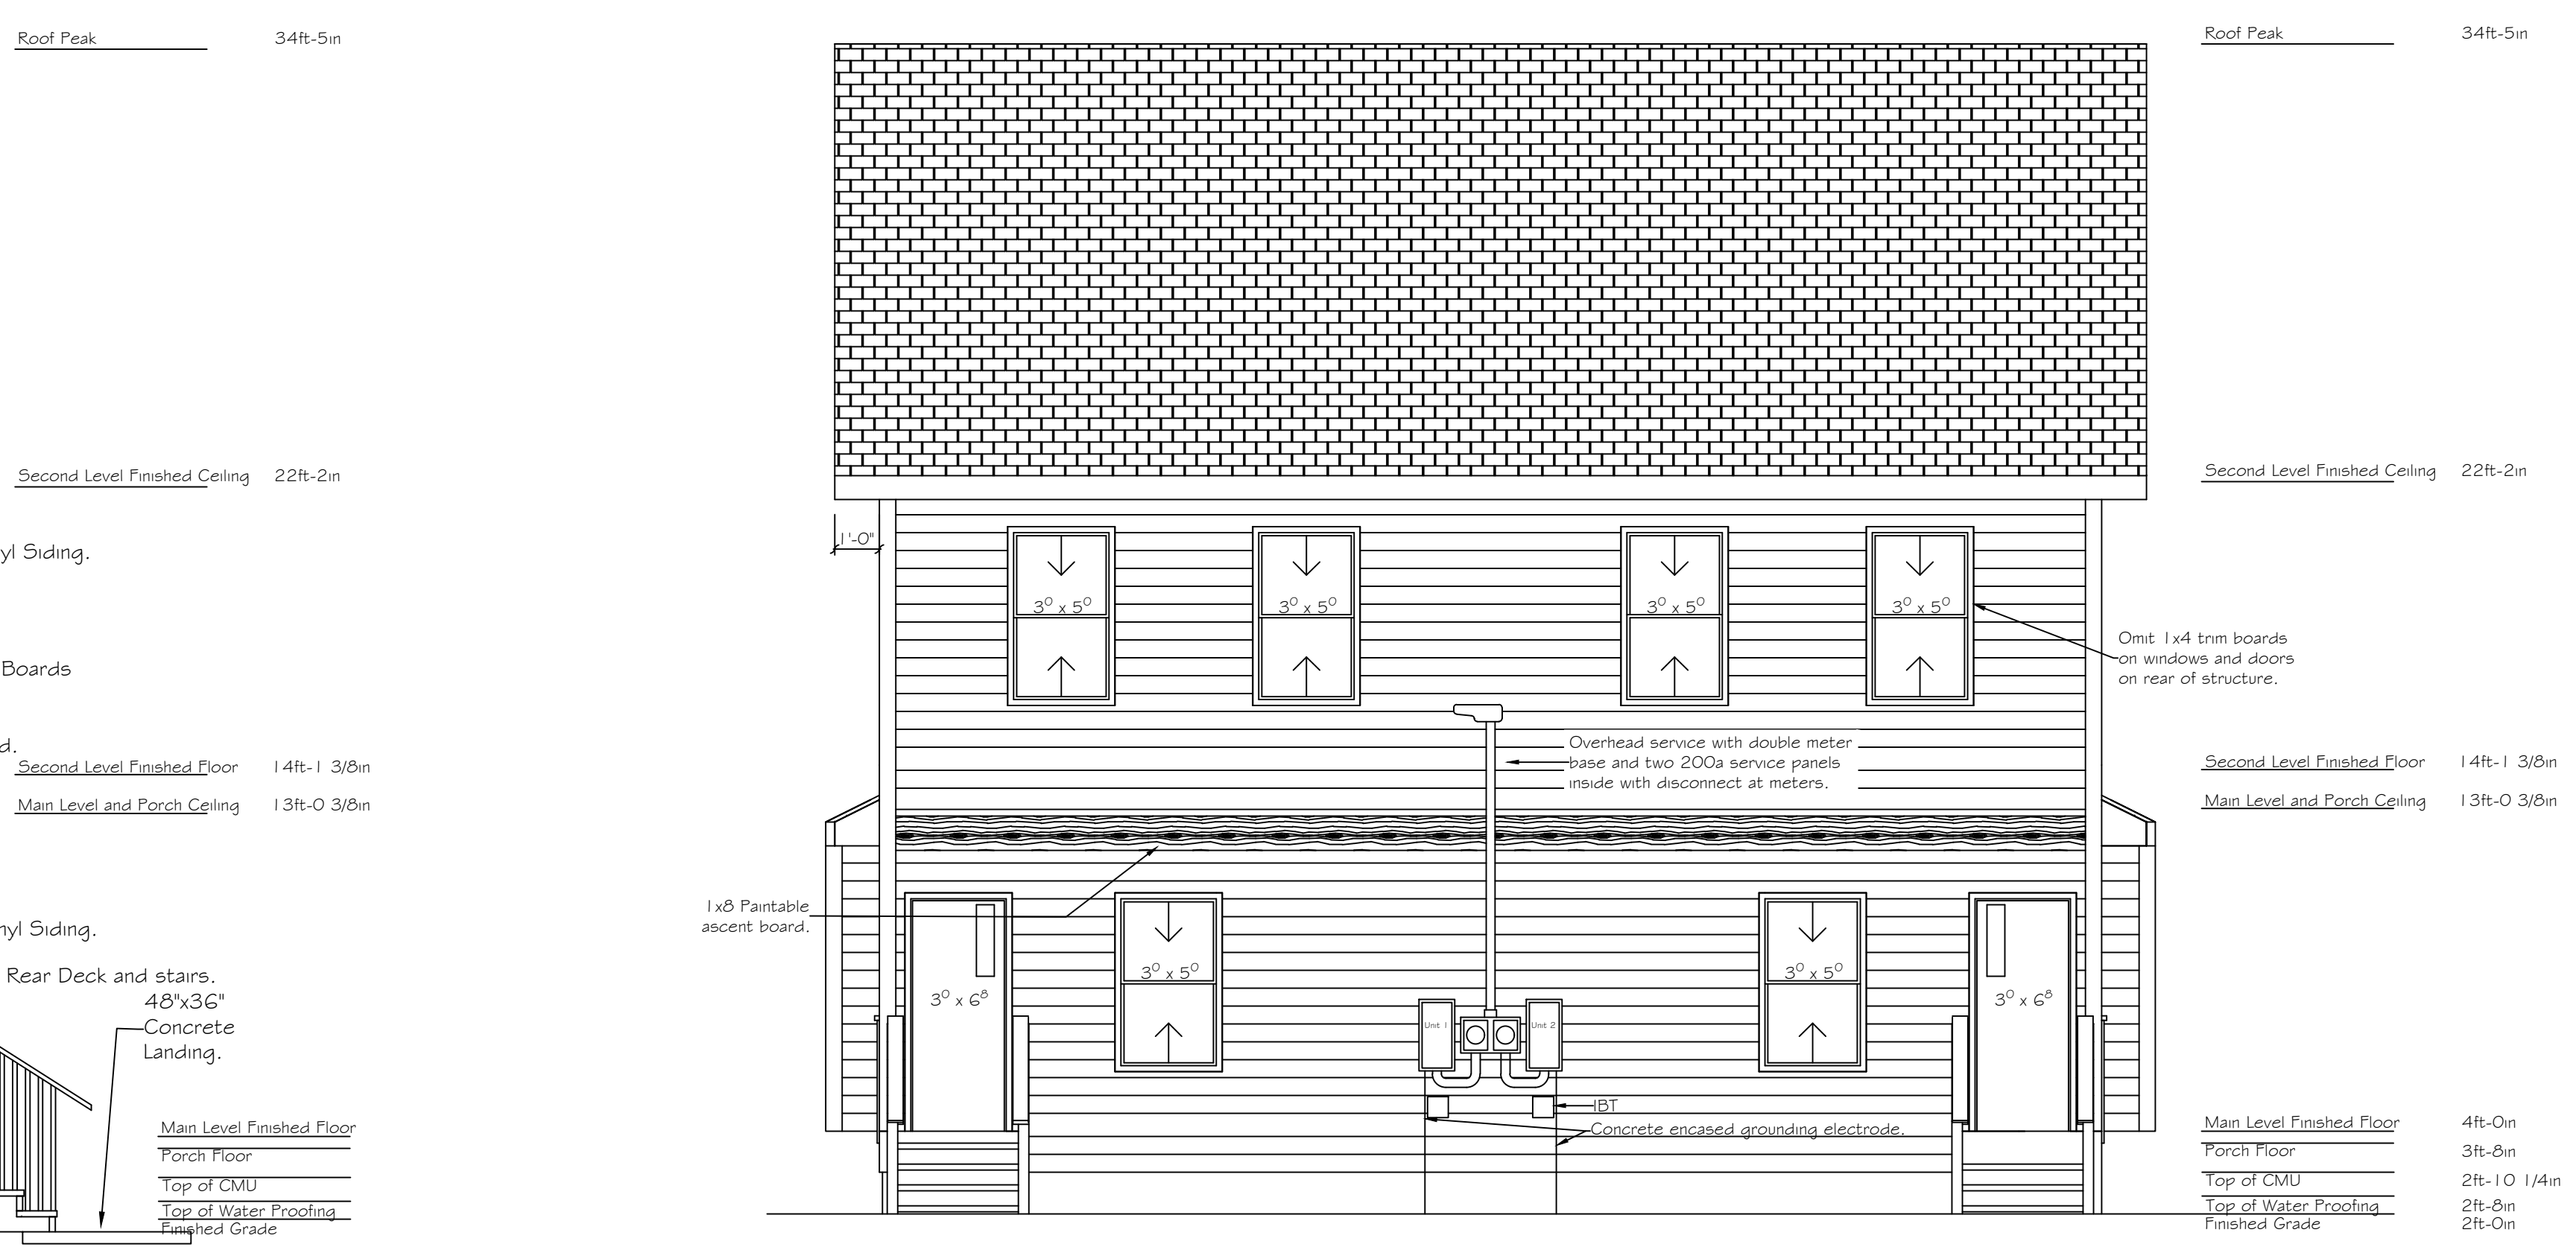 Roof Peak 34ft-5in
Second Level Finished Ceiling 22ft-2in
yl Siding.
Boards
d.
Second Level Finished Floor 14ft-1 3/8in
Main Level and Porch Ceiling 13ft-0 3/8in
nyl Siding.
Rear Deck and stairs.
48"x36"
Concrete
Landing.
Main Level Finished Floor
Porch Floor
Top of CMU
Top of Water Proofing
Finished Grade
1'-0"
3⁰ x 5⁰
3⁰ x 5⁰
3⁰ x 5⁰
3⁰ x 5⁰
Omit 1x4 trim boards
on windows and doors
on rear of structure.
Overhead service with double meter
base and two 200a service panels
inside with disconnect at meters.
1x8 Paintable
ascent board.
3⁰ x 6⁸
3⁰ x 5⁰
Unit 1
Unit 2
3⁰ x 5⁰
3⁰ x 6⁸
IBT
Concrete encased grounding electrode.
Roof Peak 34ft-5in
Second Level Finished Ceiling 22ft-2in
Second Level Finished Floor 14ft-1 3/8in
Main Level and Porch Ceiling 13ft-0 3/8in
Main Level Finished Floor 4ft-0in
Porch Floor 3ft-8in
Top of CMU 2ft-10 1/4in
Top of Water Proofing 2ft-8in
Finished Grade 2ft-0in